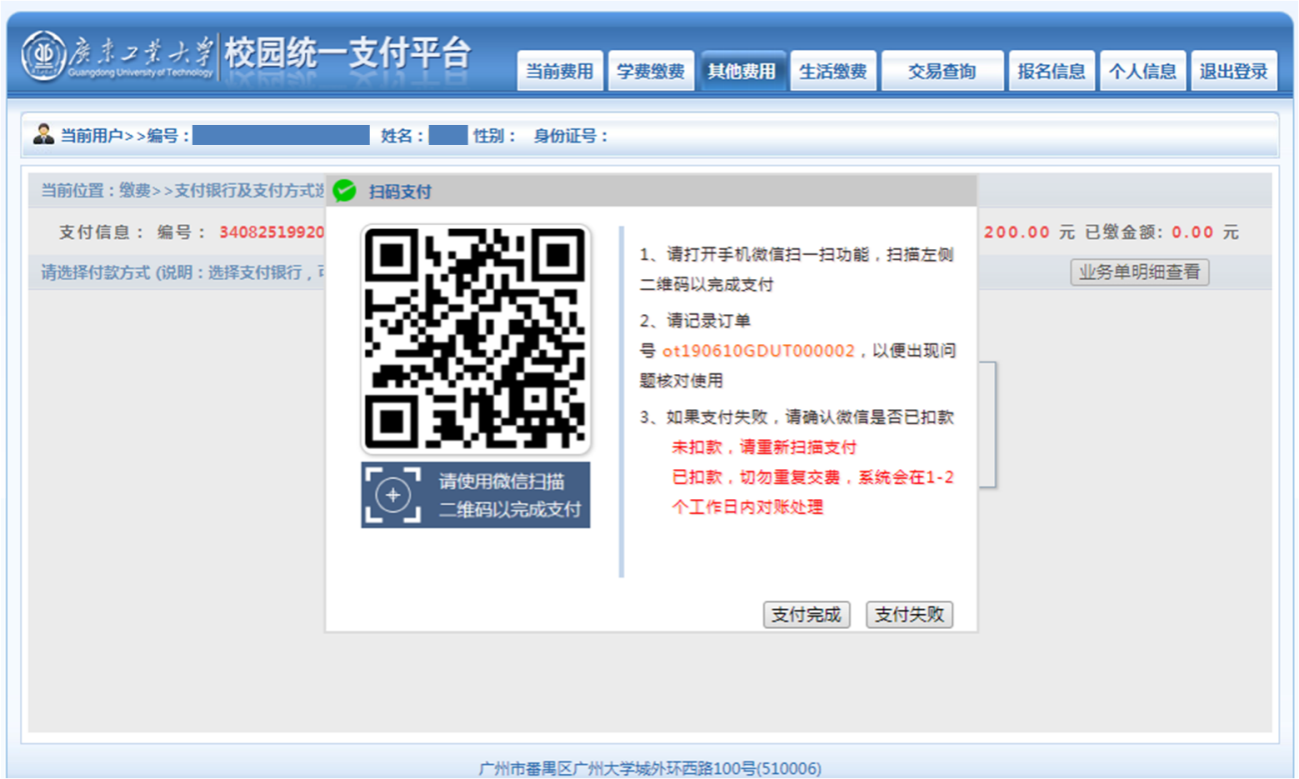 广东工业大学 校园统一支付平台
Guangdong University of Technology
当前费用 学费缴费 其他费用 生活缴费 交易查询 报名信息 个人信息 退出登录
当前用户>>编号： 姓名： 性别： 身份证号：
当前位置：缴费>>支付银行及支付方式
扫码支付
支付信息： 编号： 34082519920
200.00 元 已缴金额: 0.00 元
请选择付款方式 (说明：选择支付银行，
业务单明细查看
请使用微信扫描
二维码以完成支付
1、请打开手机微信扫一扫功能，扫描左侧
二维码以完成支付
2、请记录订单
号 ot190610GDUT000002，以便出现问
题核对使用
3、如果支付失败，请确认微信是否已扣款
未扣款，请重新扫描支付
已扣款，切勿重复交费，系统会在1-2
个工作日内对账处理
支付完成 支付失败
广州市番禺区广州大学城外环西路100号(510006)